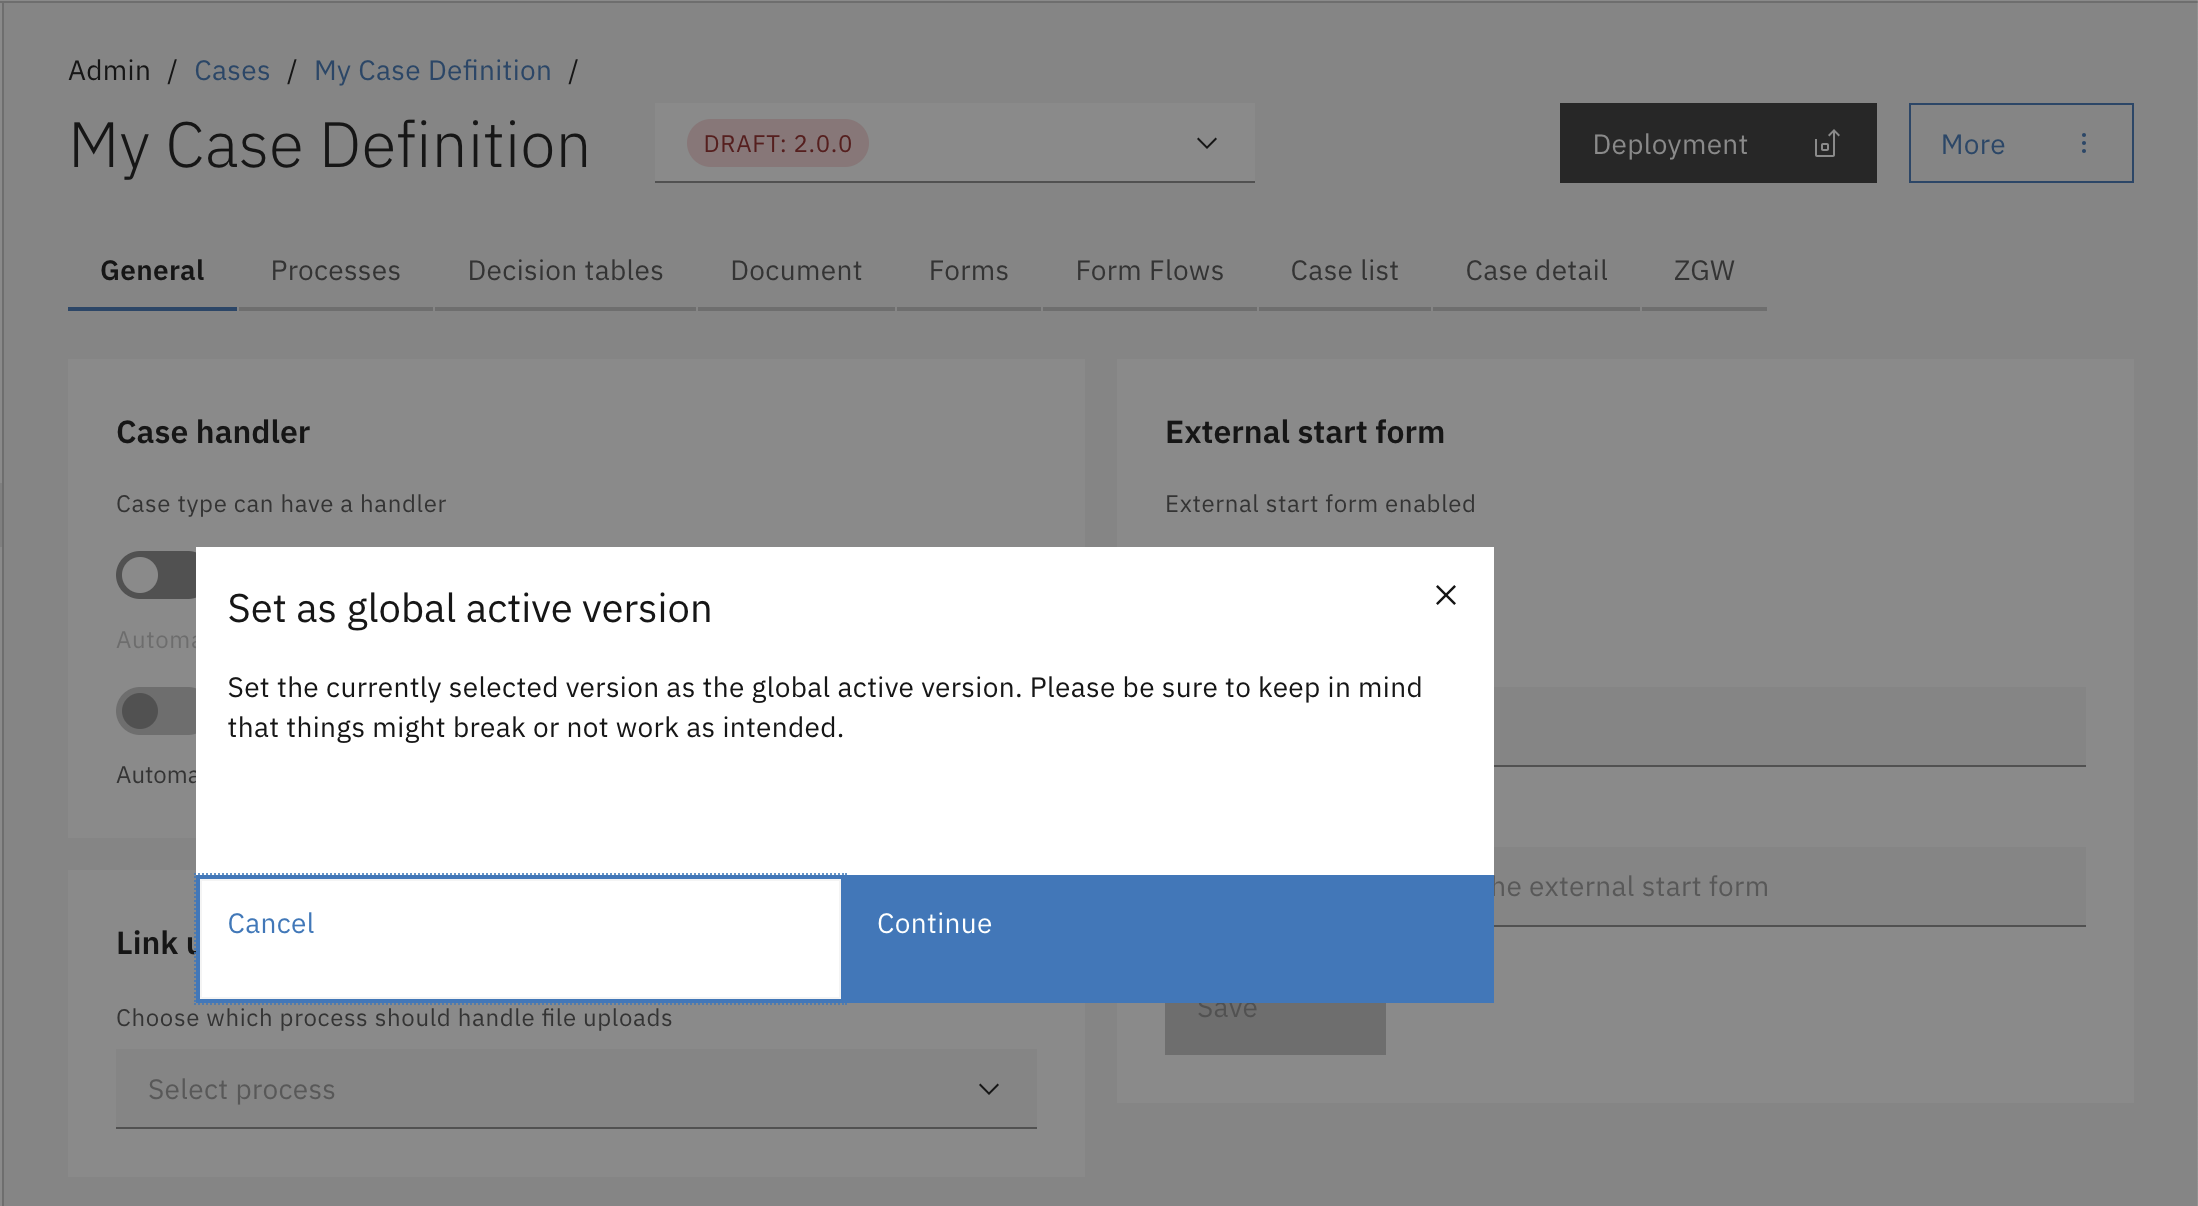 Admin / Cases / My Case Definition /
My Case Definition
DRAFT: 2.0.0
Deployment
More
General Processes Decision tables Document Forms Form Flows Case list Case detail ZGW
Case handler
Case type can have a handler
External start form
External start form enabled
Set as global active version
Set the currently selected version as the global active version. Please be sure to keep in mind
that things might break or not work as intended.
Cancel
Continue
external start form
Link
Choose which process should handle file uploads
Select process
Save